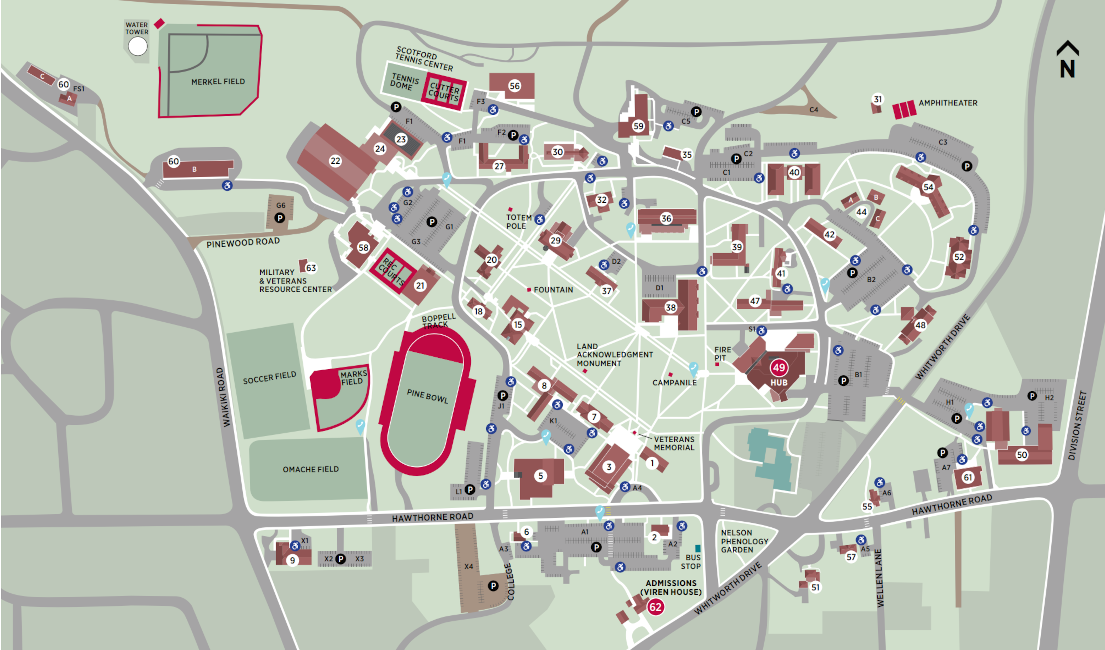 WATER
TOWER
MERKEL FIELD
C
60
A
FS1
60
B
SCOTFORD
TENNIS CENTER
TENNIS
DOME
CUTTER
COURTS
56
F3
P
F1
23
24
22
F1
F2
P
27
30
59
C5
P
35
C4
31
AMPHITHEATER
N
C2
P
C1
40
C3
P
54
G6
P
PINEWOOD ROAD
G2
P
G1
G3
58
REC
COURTS
21
63
MILITARY
& VETERANS
RESOURCE CENTER
TOTEM
POLE
29
32
36
20
D2
37
FOUNTAIN
D1
38
39
41
47
A
B
C
44
42
P
B2
52
48
18
15
BOPPELL
TRACK
PINE BOWL
SOCCER FIELD
MARKS
FIELD
OMACHE FIELD
WAIKIKI ROAD
LAND
ACKNOWLEDGMENT
MONUMENT
CAMPANILE
FIRE
PIT
S1
49
HUB
B1
P
WHITWORTH DRIVE
8
7
K1
P
J1
VETERANS
MEMORIAL
5
3
1
A4
L1
P
H1
P
P
H2
50
P
A7
61
DIVISION STREET
HAWTHORNE ROAD
HAWTHORNE ROAD
A6
55
X1
9
X2
P
X3
X4
P
COLLEGE
A3
6
A1
P
2
A2
BUS
STOP
NELSON
PHENOLOGY
GARDEN
A5
57
51
WELLEN LANE
ADMISSIONS
(VIREN HOUSE)
62
WHITWORTH DRIVE